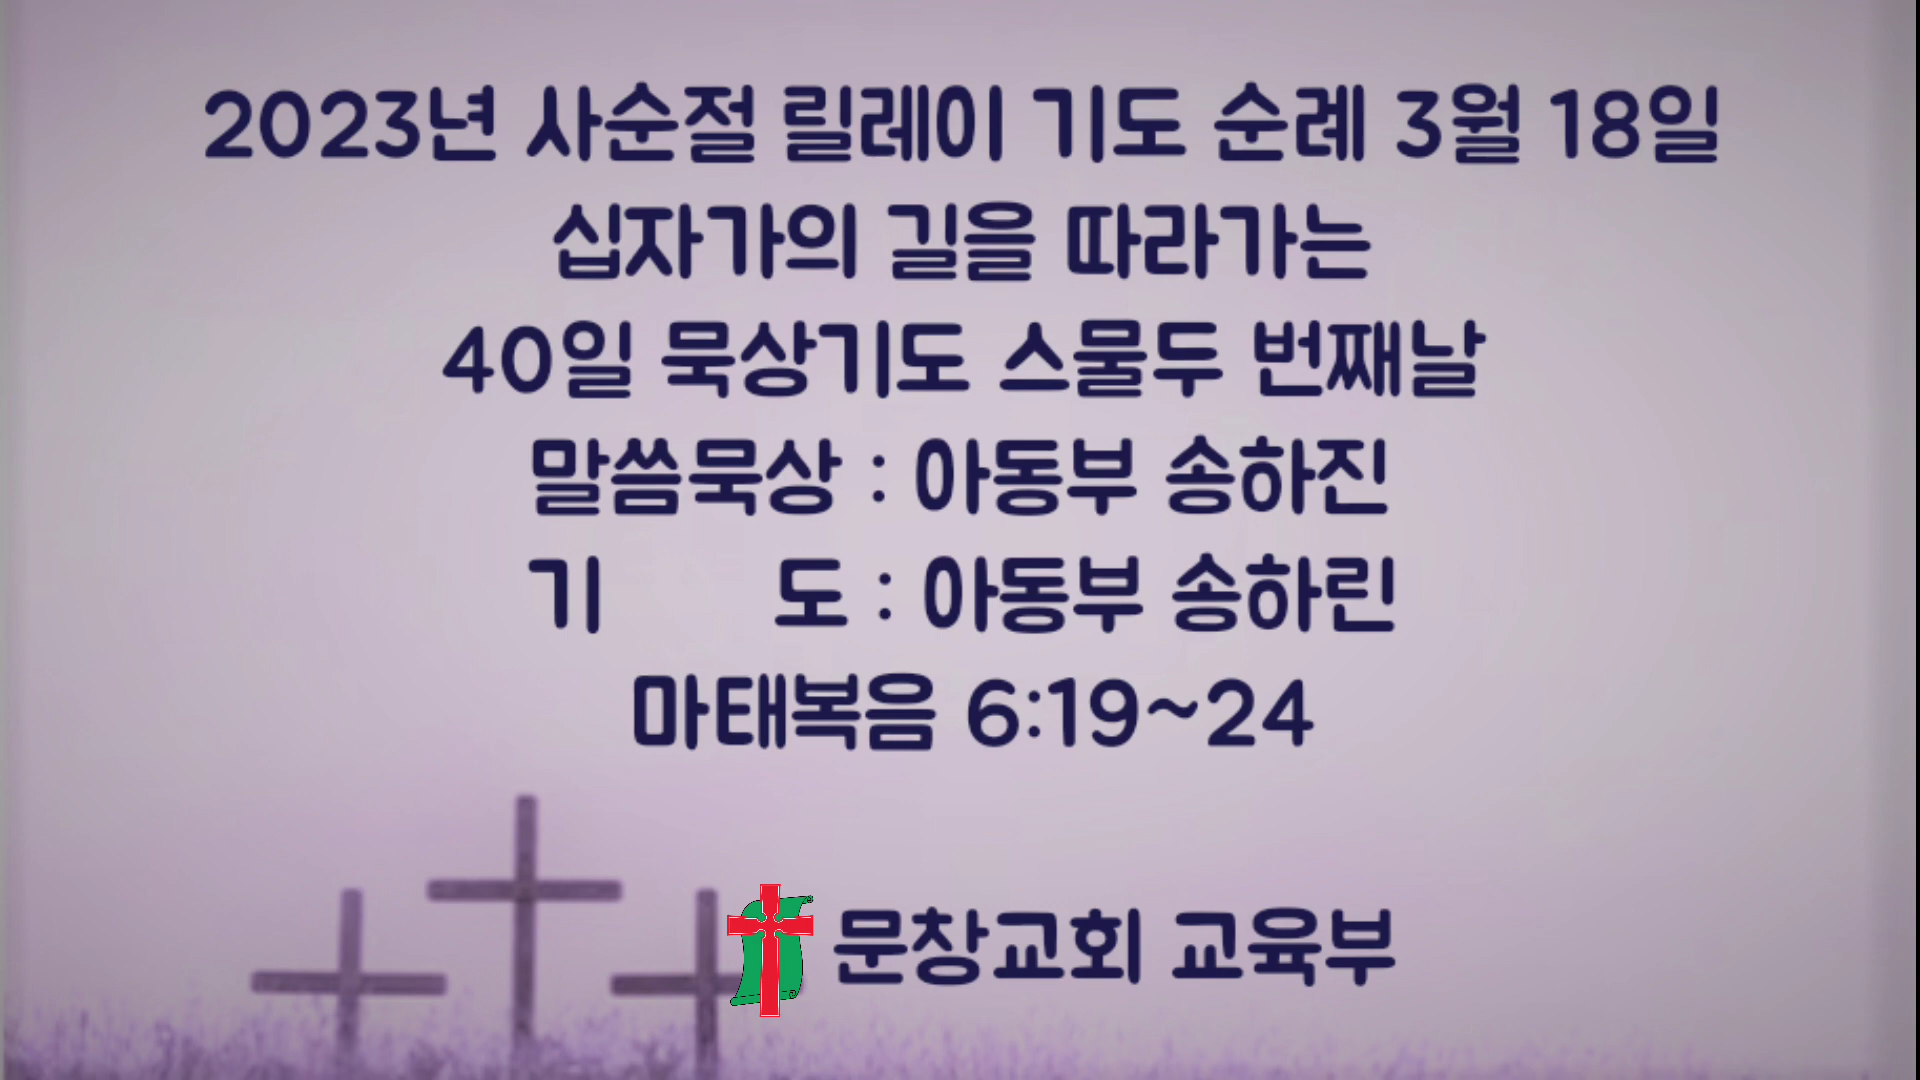 2023년 사순절 릴레이 기도 순례 3월 18일
십자가의 길을 따라가는
40일 묵상기도 스물두 번째날
말씀묵상 : 아동부 송하진
기 도 : 아동부 송하린
마태복음 6:19~24
문창교회 교육부